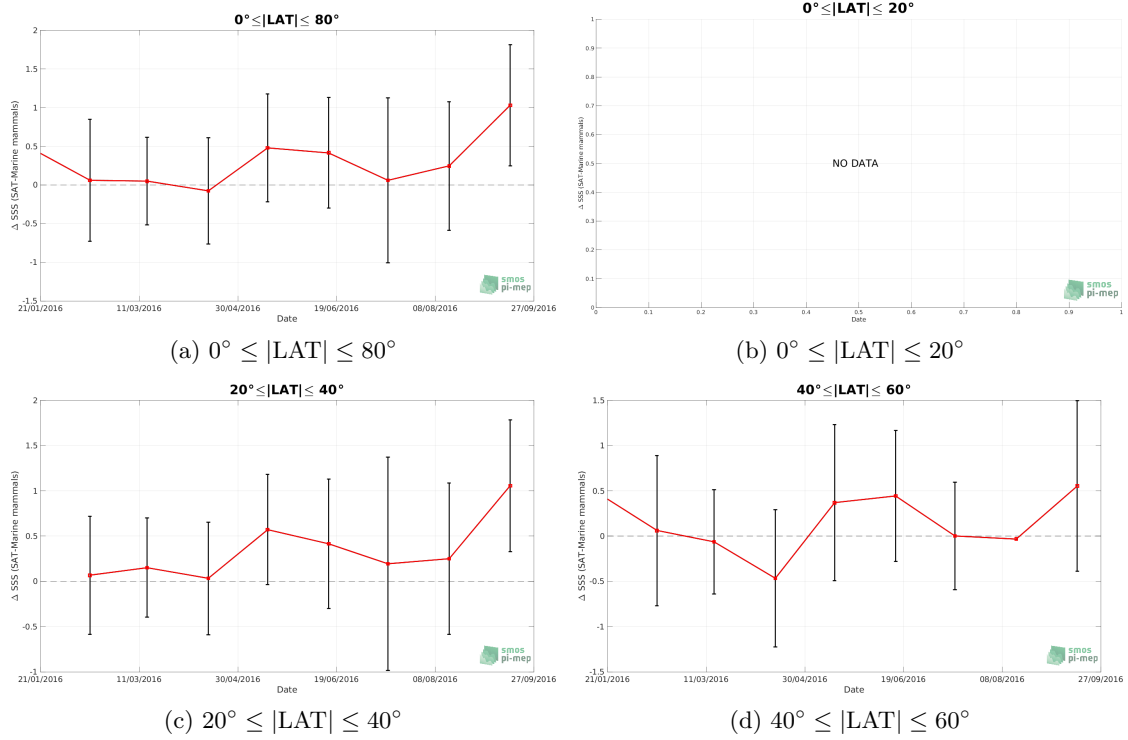 0°≤|LAT|≤ 80°
2
1.5
1
0.5
0
-0.5
-1
-1.5
Δ SSS (SAT-Marine mammals)
21/01/2016 11/03/2016 30/04/2016 19/06/2016 08/08/2016 27/09/2016
Date
smos
pi-mep
(a) 0° ≤ |LAT| ≤ 80°
0°≤|LAT|≤ 20°
1
0.9
0.8
0.7
0.6
0.5
0.4
0.3
0.2
0.1
0
Δ SSS (SAT-Marine mammals)
NO DATA
0 0.1 0.2 0.3 0.4 0.5 0.6 0.7 0.8 0.9 1
Date
smos
pi-mep
(b) 0° ≤ |LAT| ≤ 20°
20°≤|LAT|≤ 40°
2
1.5
1
0.5
0
-0.5
-1
Δ SSS (SAT-Marine mammals)
21/01/2016 11/03/2016 30/04/2016 19/06/2016 08/08/2016 27/09/2016
Date
smos
pi-mep
(c) 20° ≤ |LAT| ≤ 40°
40°≤|LAT|≤ 60°
1.5
1
0.5
0
-0.5
-1
-1.5
Δ SSS (SAT-Marine mammals)
21/01/2016 11/03/2016 30/04/2016 19/06/2016 08/08/2016 27/09/2016
Date
smos
pi-mep
(d) 40° ≤ |LAT| ≤ 60°